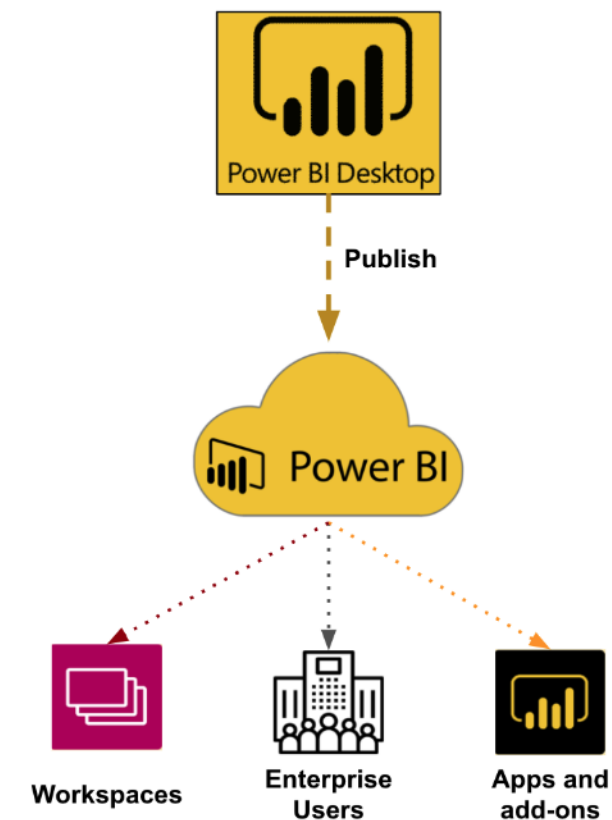 Power BI Desktop
Publish
Power BI
Workspaces
Enterprise
Users
Apps and
add-ons